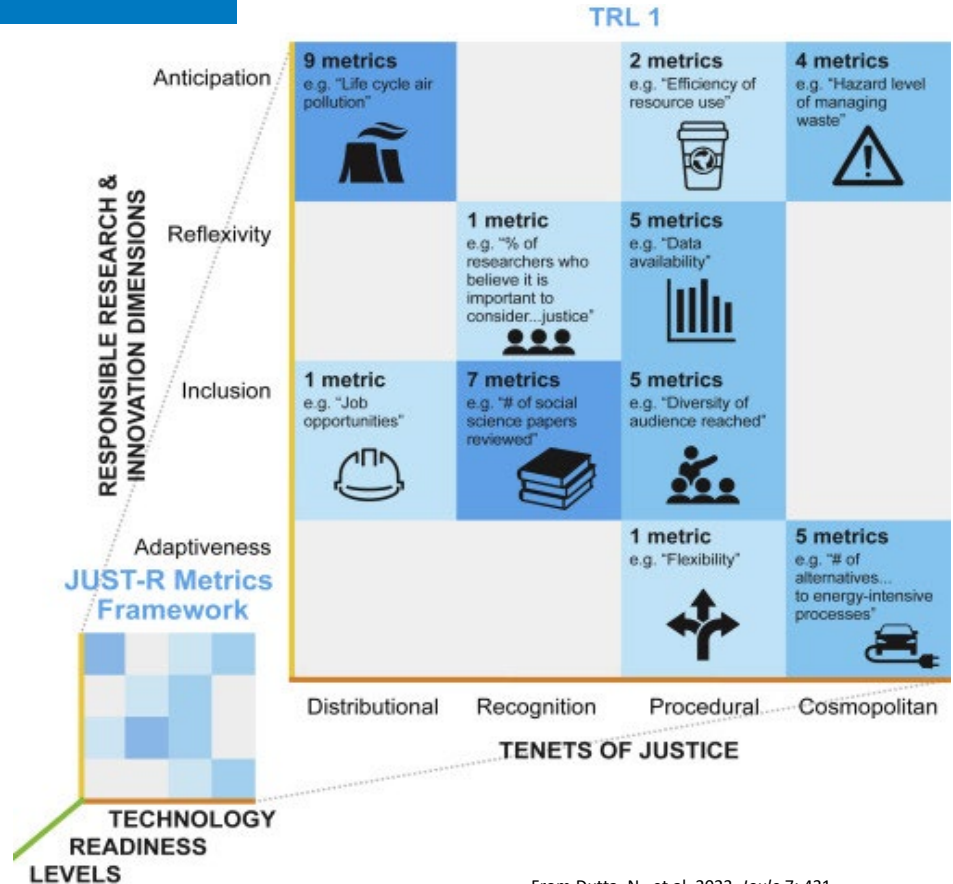 TRL 1
Anticipation
9 metrics
e.g. "Life cycle air
pollution"
2 metrics
e.g. "Efficiency of
resource use"
4 metrics
e.g. "Hazard level
of managing
waste"
RESPONSIBLE RESEARCH &
INNOVATION DIMENSIONS
Reflexivity
1 metric
e.g. "% of
researchers who
believe it is
important to
consider...justice"
5 metrics
e.g. "Data
availability"
Inclusion
1 metric
e.g. "Job
opportunities"
7 metrics
e.g. "# of social
science papers
reviewed"
5 metrics
e.g. "Diversity of
audience reached"
Adaptiveness
1 metric
e.g. "Flexibility"
5 metrics
e.g. "# of
alternatives...
to energy-intensive
processes"
JUST-R Metrics
Framework
Distributional
Recognition
Procedural
Cosmopolitan
TENETS OF JUSTICE
TECHNOLOGY
READINESS
LEVELS